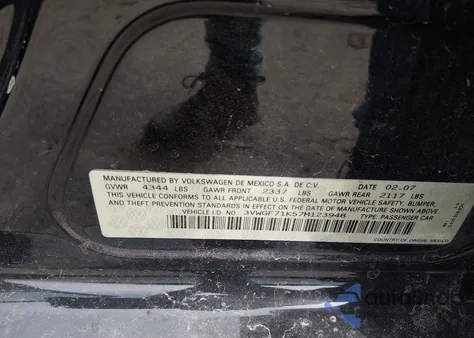 MANUFACTURED BY VOLKSWAGEN DE MEXICO S.A. DE C.V. DATE 02.07
GVWR 4344 LBS GAWR FRONT 2337 LBS GAWR REAR 2117 LBS
THIS VEHICLE CONFORMS TO ALL APPLICABLE U.S. FEDERAL MOTOR VEHICLE SAFETY, BUMPER,
AND THEFT PREVENTION STANDARDS IN EFFECT ON THE DATE OF MANUFACTURE SHOWN ABOVE.
VEHICLE I.D. NO.: 3VWGF71K57M123948 TYPE: PASSENGER CAR
COUNTRY OF ORIGIN: MEXICO